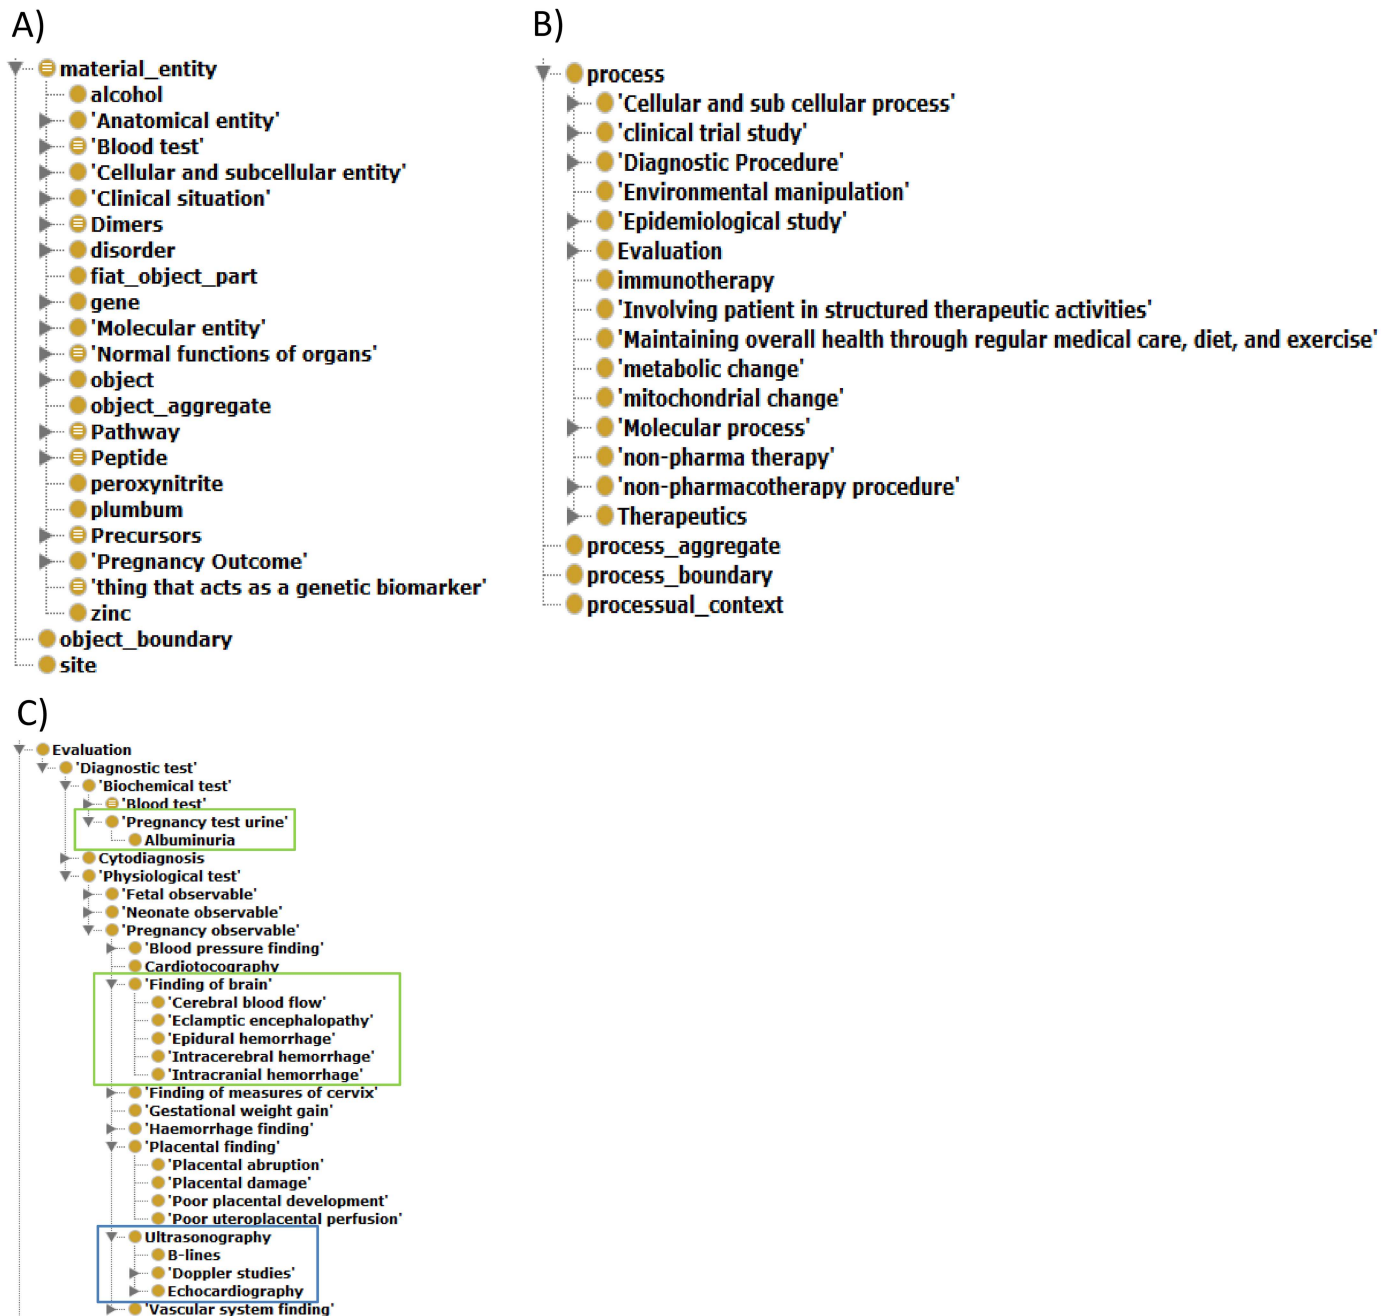 A)
material_entity
alcohol
'Anatomical entity'
'Blood test'
'Cellular and subcellular entity'
'Clinical situation'
Dimers
disorder
fiat_object_part
gene
'Molecular entity'
'Normal functions of organs'
object
object_aggregate
Pathway
Peptide
peroxynitrite
plumbum
Precursors
'Pregnancy Outcome'
'thing that acts as a genetic biomarker'
zinc
object_boundary
site
B)
process
'Cellular and sub cellular process'
'clinical trial study'
'Diagnostic Procedure'
'Environmental manipulation'
'Epidemiological study'
Evaluation
immunotherapy
'Involving patient in structured therapeutic activities'
'Maintaining overall health through regular medical care, diet, and exercise'
'metabolic change'
'mitochondrial change'
'Molecular process'
'non-pharma therapy'
'non-pharmacotherapy procedure'
Therapeutics
process_aggregate
process_boundary
processual_context
C)
Evaluation
'Diagnostic test'
'Biochemical test'
'Blood test'
'Pregnancy test urine'
Albuminuria
Cytodiagnosis
'Physiological test'
'Fetal observable'
'Neonate observable'
'Pregnancy observable'
'Blood pressure finding'
Cardiotocography
'Finding of brain'
'Cerebral blood flow'
'Eclamptic encephalopathy'
'Epidural hemorrhage'
'Intracerebral hemorrhage'
'Intracranial hemorrhage'
'Finding of measures of cervix'
'Gestational weight gain'
'Haemorrhage finding'
'Placental finding'
'Placental abruption'
'Placental damage'
'Poor placental development'
'Poor uteroplacental perfusion'
Ultrasonography
B-lines
'Doppler studies'
Echocardiography
'Vascular system finding'